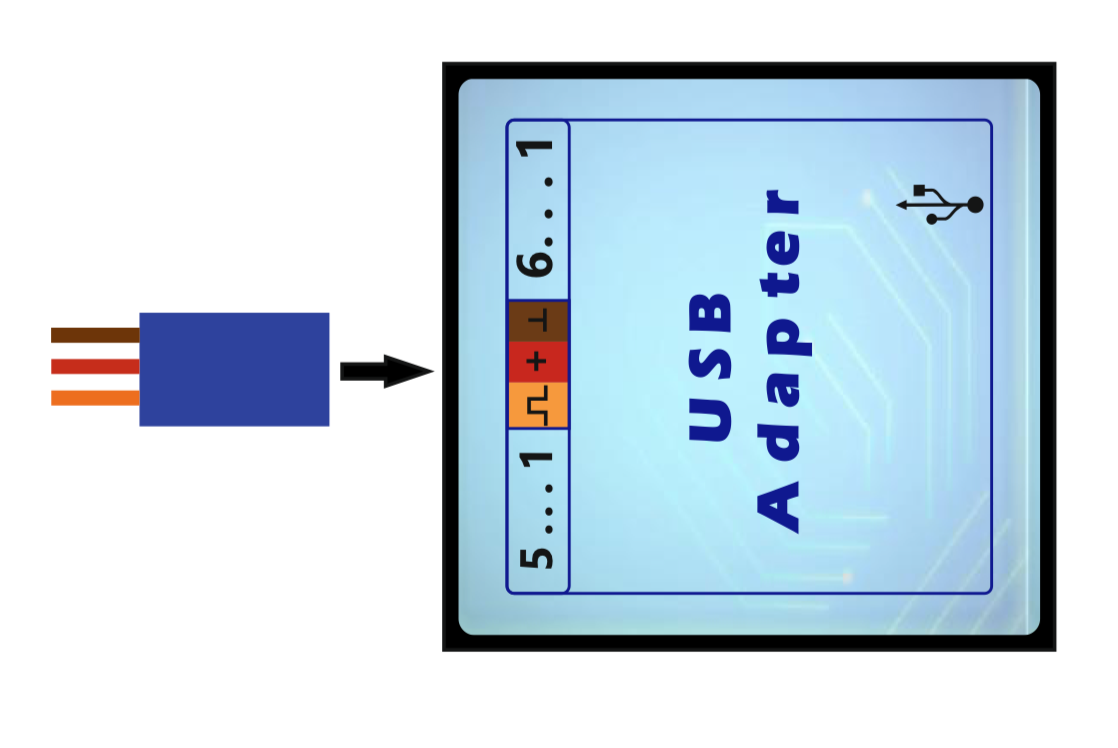 5....1 ⎍ + ⊥ 6....1
USB
Adapter